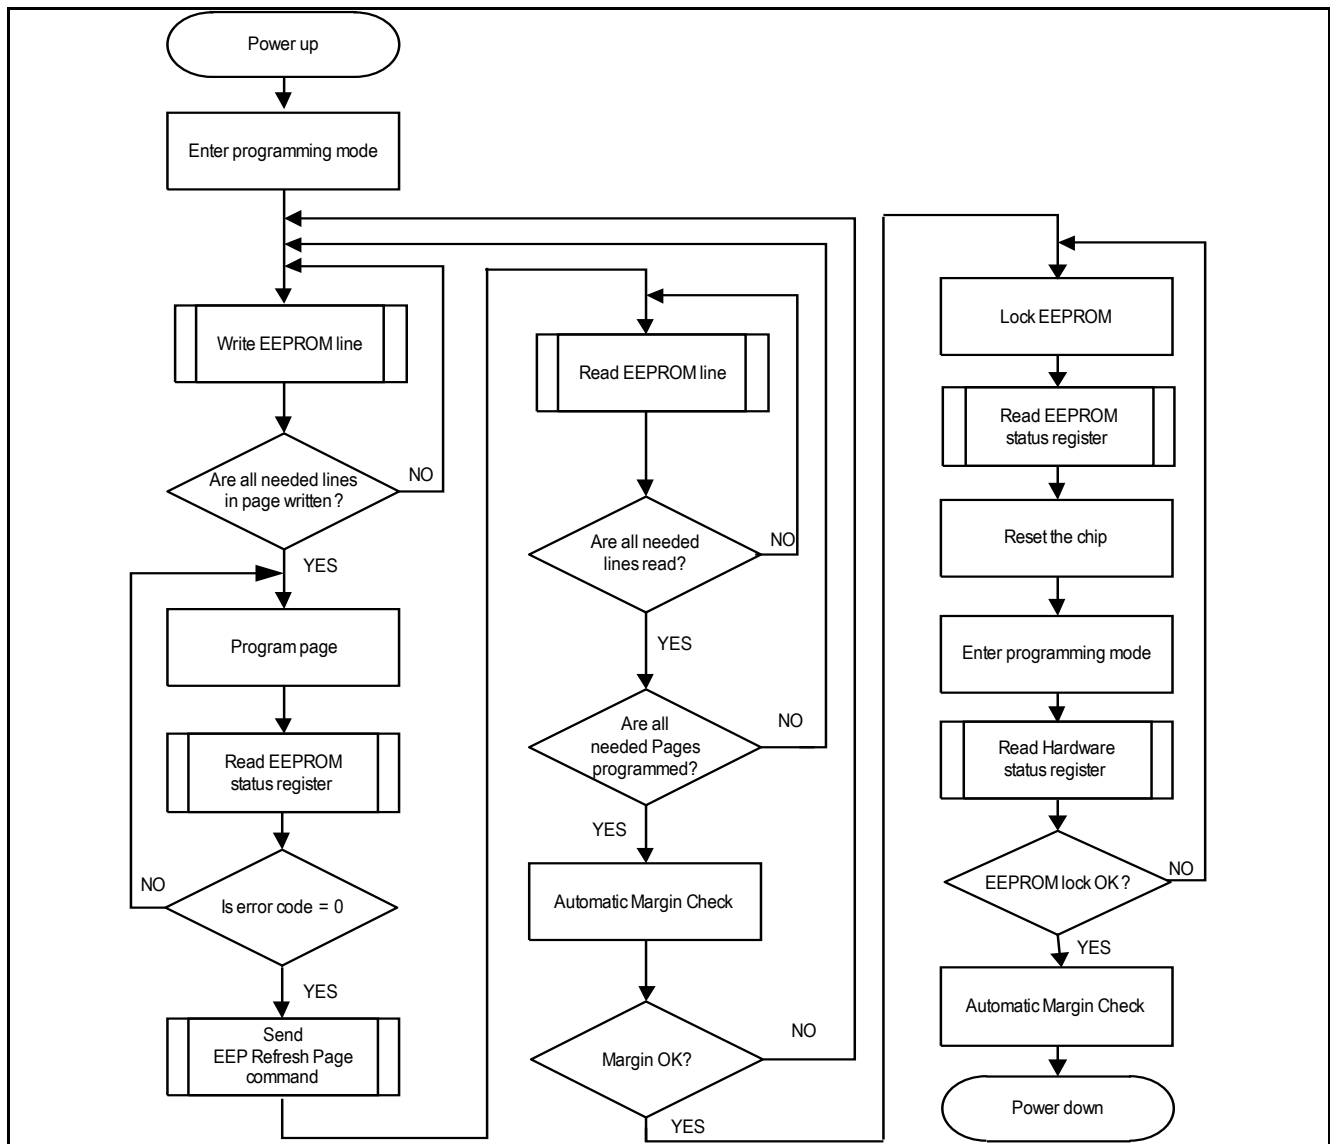 Power up
Enter programming mode
Write EEPROM line
Are all needed lines
in page written ?
NO
YES
Program page
Read EEPROM
status register
NO
Is error code = 0
YES
Send
EEP Refresh Page
command
Read EEPROM line
Are all needed
lines read?
NO
YES
Are all
needed Pages
programmed?
NO
YES
Automatic Margin Check
NO
Margin OK?
YES
Lock EEPROM
Read EEPROM
status register
Reset the chip
Enter programming mode
Read Hardware
status register
EEPROM lock OK?
NO
YES
Automatic Margin Check
Power down